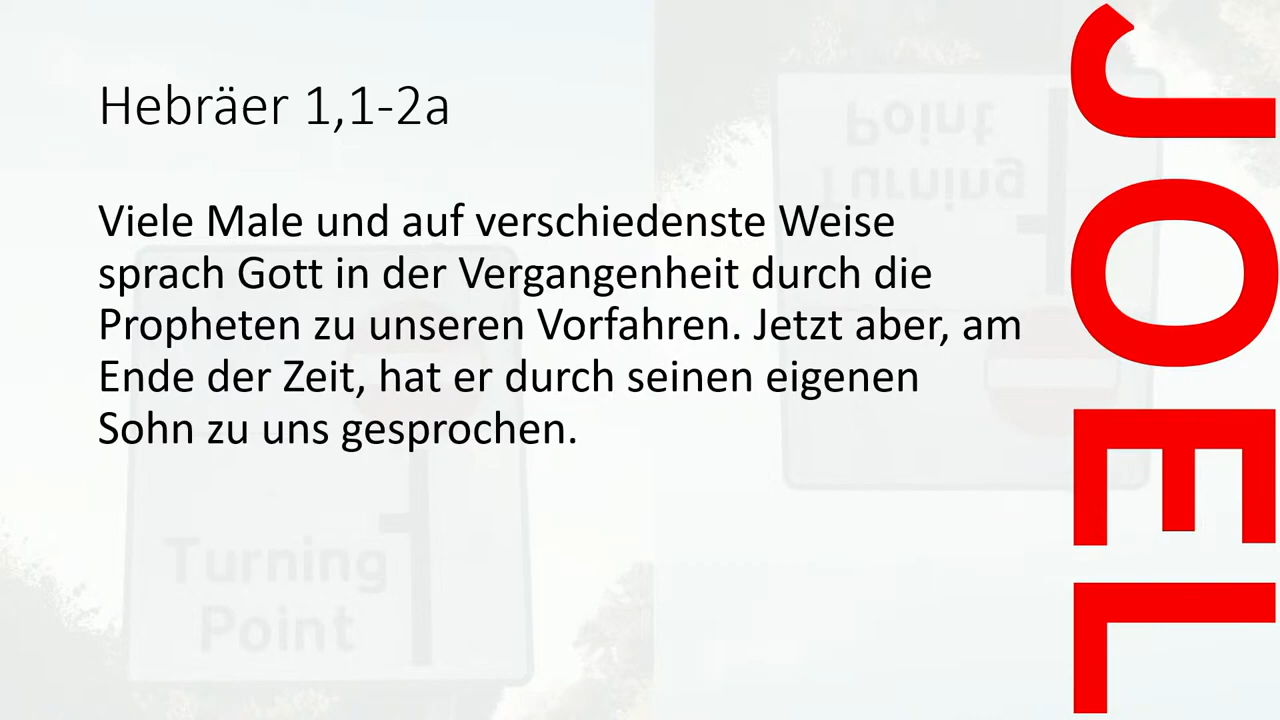 Hebräer 1,1-2a
Viele Male und auf verschiedenste Weise
sprach Gott in der Vergangenheit durch die
Propheten zu unseren Vorfahren. Jetzt aber, am
Ende der Zeit, hat er durch seinen eigenen
Sohn zu uns gesprochen.
Turning
Point
Point
Turning
JOEL